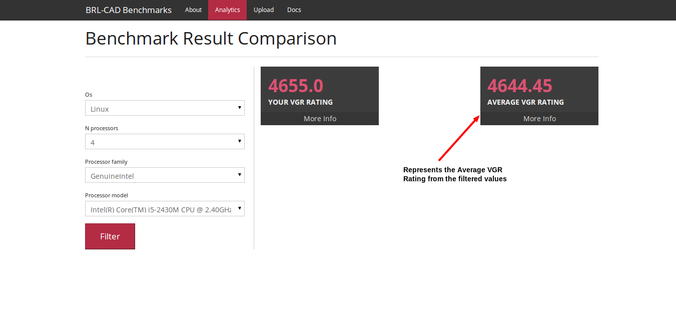 BRL-CAD Benchmarks About Analytics Upload Docs
Benchmark Result Comparison
Os
Linux
N processors
4
Processor family
GenuineIntel
Processor model
Intel(R) Core(TM) i5-2430M CPU @ 2.40GHz
Filter
4655.0
YOUR VGR RATING
More Info
4644.45
AVERAGE VGR RATING
More Info
Represents the Average VGR
Rating from the filtered values